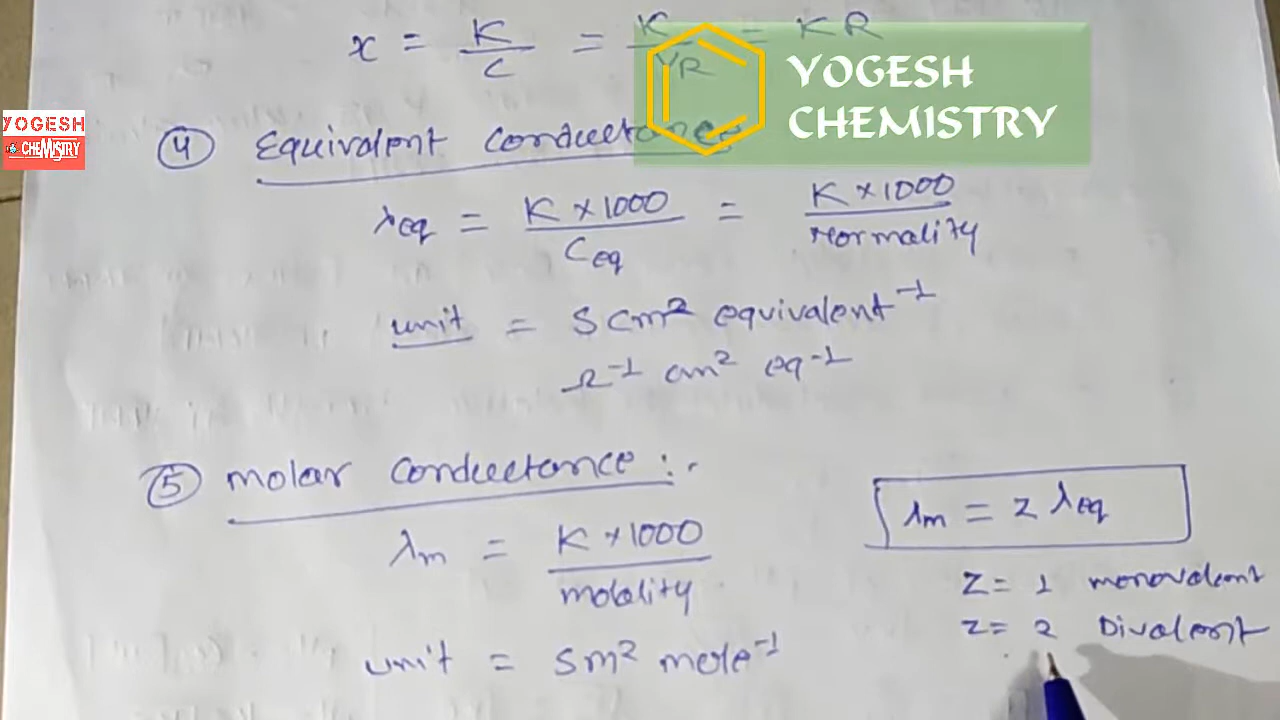 x = K/C = K/(1/R) = KR
YOGESH
CHEMISTRY
YOGESH
CHEMISTRY
④ Equivalent conductance
λeq = K × 1000 / Ceq = K × 1000 / Normality
unit = S cm² equivalent⁻¹
Ω⁻¹ cm² eq⁻¹
⑤ molar conductance :-
λm = K × 1000 / molality
λm = z λeq
z = 1 monovalent
z = 2 Divalent
unit = S m² mole⁻¹